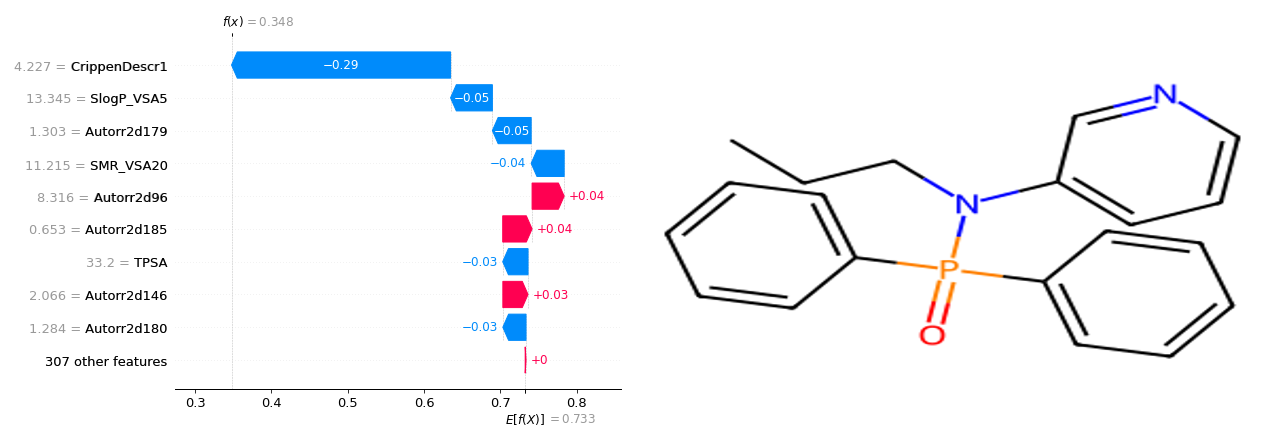 f(x) = 0.348
4.227 = CrippenDescr1
−0.29
13.345 = SlogP_VSA5
−0.05
1.303 = Autorr2d179
−0.05
11.215 = SMR_VSA20
−0.04
8.316 = Autorr2d96
+0.04
0.653 = Autorr2d185
+0.04
33.2 = TPSA
−0.03
2.066 = Autorr2d146
+0.03
1.284 = Autorr2d180
−0.03
307 other features
+0
0.3 0.4 0.5 0.6 0.7 0.8
E[f(X)] = 0.733
N
N
P
O